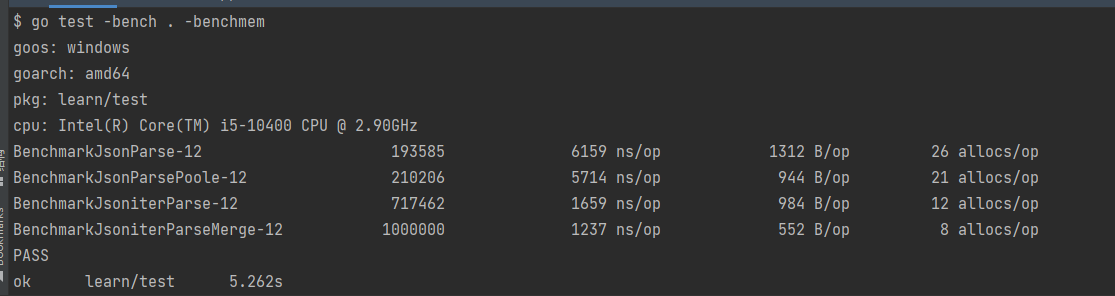 $ go test -bench . -benchmem
goos: windows
goarch: amd64
pkg: learn/test
cpu: Intel(R) Core(TM) i5-10400 CPU @ 2.90GHz
BenchmarkJsonParse-12 193585 6159 ns/op 1312 B/op 26 allocs/op
BenchmarkJsonParsePoole-12 210206 5714 ns/op 944 B/op 21 allocs/op
BenchmarkJsoniterParse-12 717462 1659 ns/op 984 B/op 12 allocs/op
BenchmarkJsoniterParseMerge-12 1000000 1237 ns/op 552 B/op 8 allocs/op
PASS
ok learn/test 5.262s